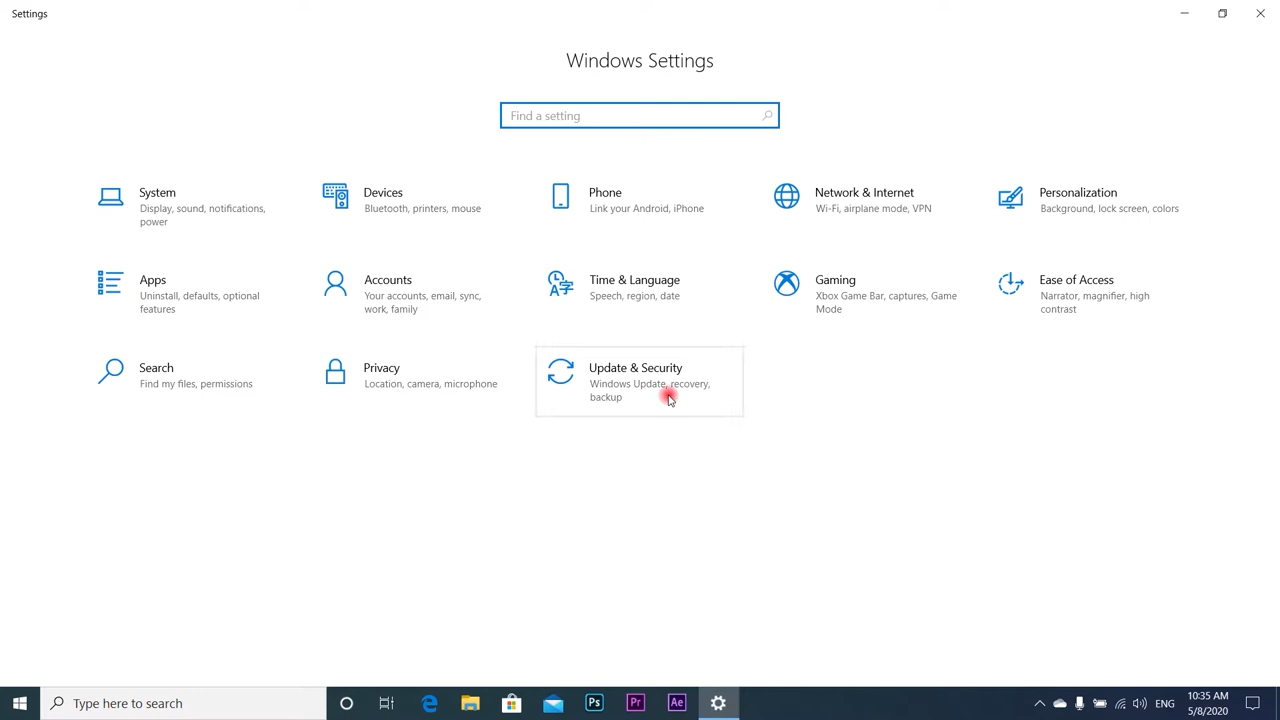 Settings
Windows Settings
Find a setting
System
Display, sound, notifications,
power
Devices
Bluetooth, printers, mouse
Phone
Link your Android, iPhone
Network & Internet
Wi-Fi, airplane mode, VPN
Personalization
Background, lock screen, colors
Apps
Uninstall, defaults, optional
features
Accounts
Your accounts, email, sync,
work, family
Time & Language
Speech, region, date
Gaming
Xbox Game Bar, captures, Game
Mode
Ease of Access
Narrator, magnifier, high
contrast
Search
Find my files, permissions
Privacy
Location, camera, microphone
Update & Security
Windows Update, recovery,
backup
Type here to search
Ps
Pr
Ae
ENG
10:35 AM
5/8/2020